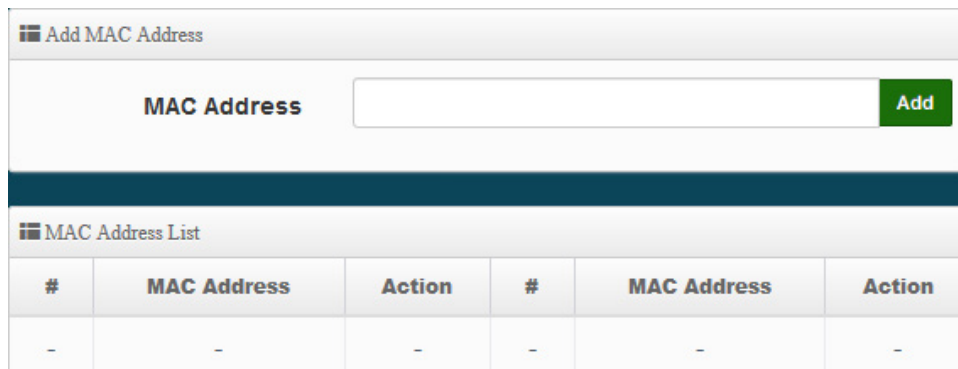 Add MAC Address
MAC Address
Add
MAC Address List
# MAC Address Action # MAC Address Action
- - - - - -